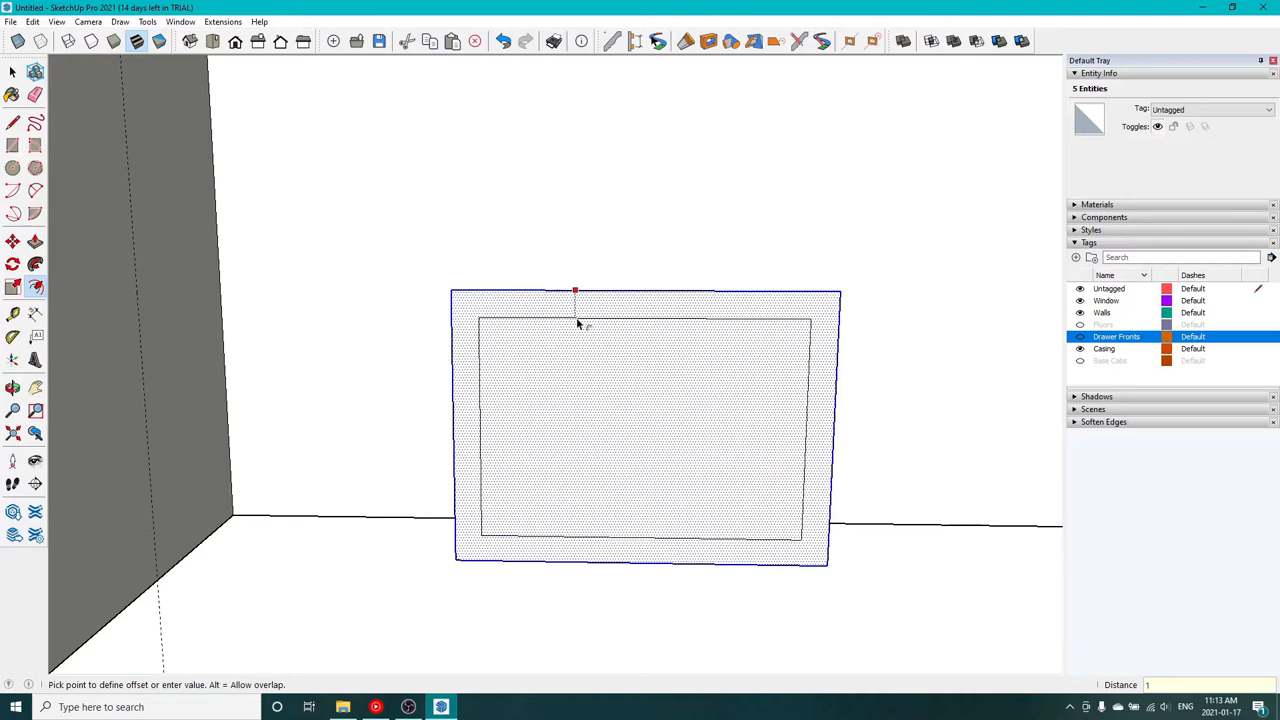 Untitled - SketchUp Pro 2021 (14 days left in TRIAL)
File Edit View Camera Draw Tools Window Extensions Help
Default Tray
Entity Info
5 Entities
Tag: Untagged
Toggles:
Materials
Components
Styles
Tags
Search
Name Dashes
Untagged Default
Window Default
Walls Default
Floors Default
Drawer Fronts Default
Casing Default
Base Cabs Default
Shadows
Scenes
Soften Edges
Pick point to define offset or enter value. Alt = Allow overlap.
Distance 1
Type here to search
ENG
11:13 AM
2021-01-17